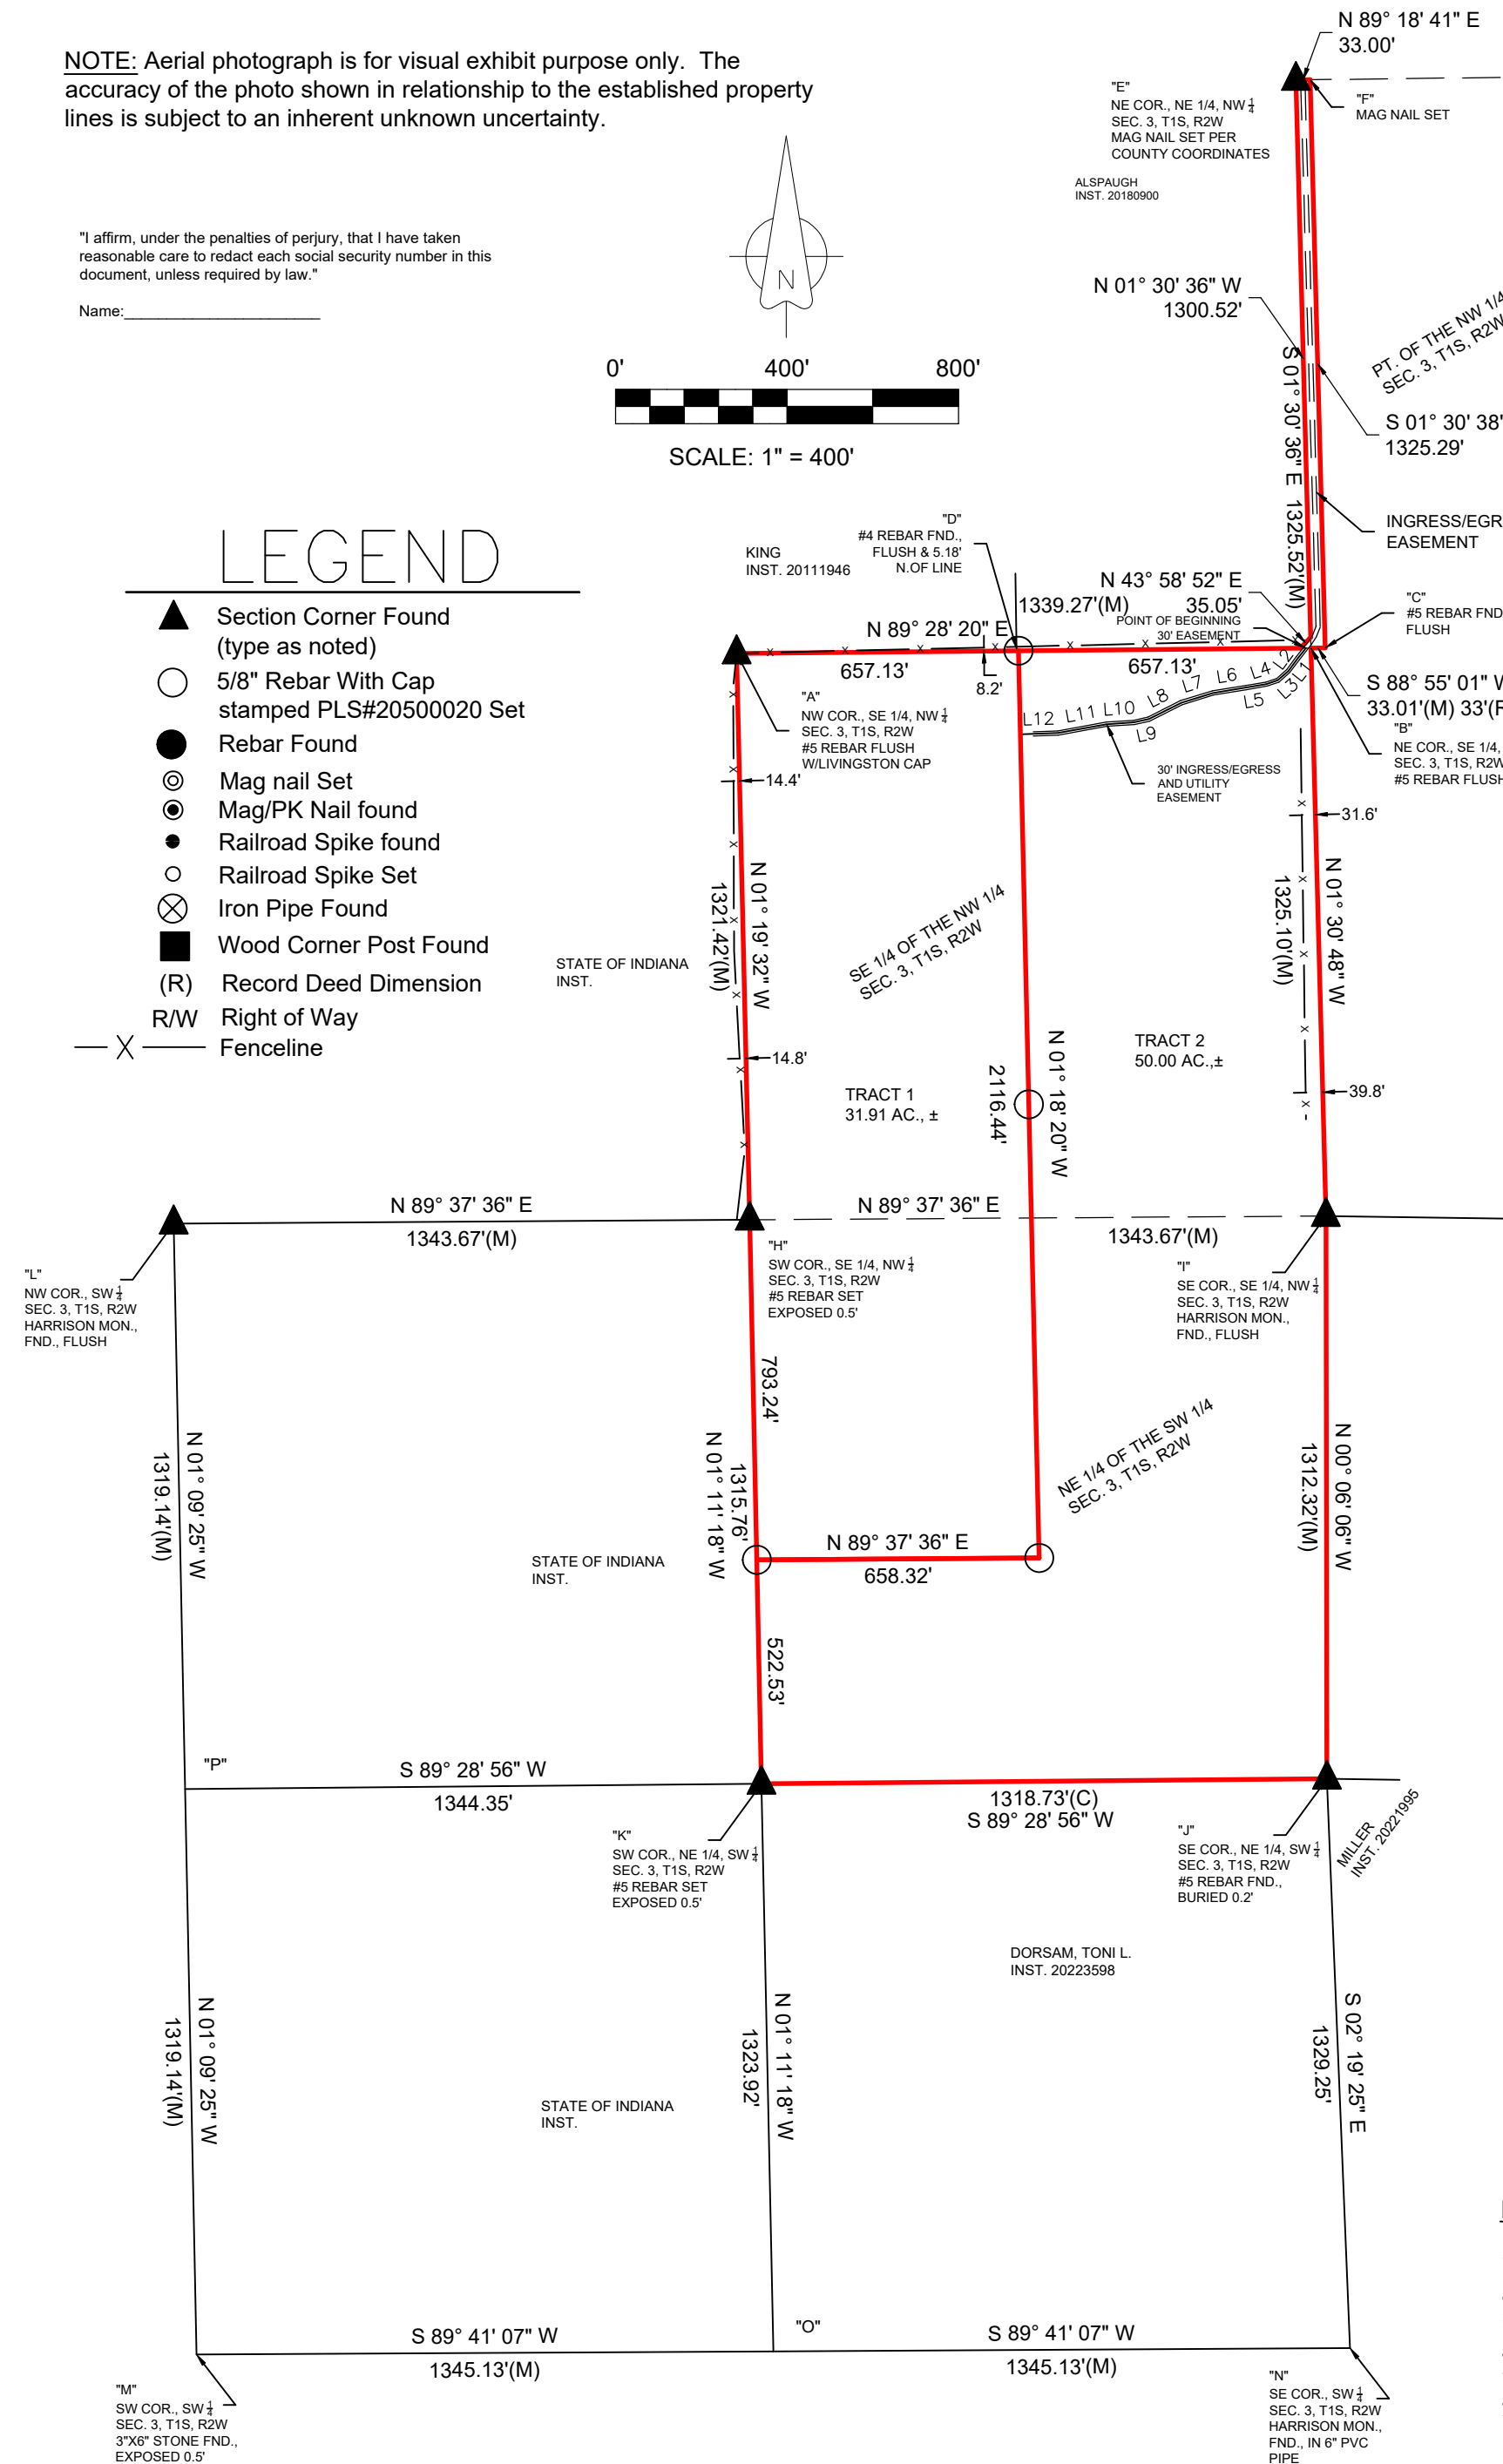 NOTE: Aerial photograph is for visual exhibit purpose only. The
accuracy of the photo shown in relationship to the established property
lines is subject to an inherent unknown uncertainty.
"I affirm, under the penalties of perjury, that I have taken
reasonable care to redact each social security number in this
document, unless required by law."
Name:
N
0' 400' 800'
SCALE: 1" = 400'
LEGEND
Section Corner Found
(type as noted)
5/8" Rebar With Cap
stamped PLS#20500020 Set
Rebar Found
Mag nail Set
Mag/PK Nail found
Railroad Spike found
Railroad Spike Set
Iron Pipe Found
Wood Corner Post Found
(R) Record Deed Dimension
R/W Right of Way
X Fenceline
N 89° 18' 41" E
33.00'
"E"
NE COR., NE 1/4, NW 1/4
SEC. 3, T1S, R2W
MAG NAIL SET PER
COUNTY COORDINATES
"F"
MAG NAIL SET
ALSPAUGH
INST. 20180900
N 01° 30' 36" W
1300.52'
PT. OF THE NW 1/4
SEC. 3, T1S, R2W
S 01° 30' 36" E 1325.52'(M)
S 01° 30' 38"
1325.29'
INGRESS/EGR
EASEMENT
"D"
#4 REBAR FND.,
FLUSH & 5.18'
N.OF LINE
KING
INST. 20111946
N 43° 58' 52" E
35.05'
1339.27'(M)
POINT OF BEGINNING
30' EASEMENT
"C"
#5 REBAR FND
FLUSH
N 89° 28' 20" E
657.13'
657.13'
8.2'
S 88° 55' 01" W
33.01'(M) 33'(R
"B"
NE COR., SE 1/4,
SEC. 3, T1S, R2W
#5 REBAR FLUSH
"A"
NW COR., SE 1/4, NW 1/4
SEC. 3, T1S, R2W
#5 REBAR FLUSH
W/LIVINGSTON CAP
L12 L11 L10 L9 L8 L7 L6 L5 L4 L3 L2 L1
30' INGRESS/EGRESS
AND UTILITY
EASEMENT
14.4'
31.6'
N 01° 19' 32" W
1321.42'(M)
SE 1/4 OF THE NW 1/4
SEC. 3, T1S, R2W
N 01° 30' 48" W
1325.10'(M)
STATE OF INDIANA
INST.
14.8'
39.8'
TRACT 1
31.91 AC., ±
N 01° 18' 20" W
2116.44'
TRACT 2
50.00 AC.,±
N 89° 37' 36" E
1343.67'(M)
N 89° 37' 36" E
1343.67'(M)
"L"
NW COR., SW 1/4
SEC. 3, T1S, R2W
HARRISON MON.,
FND., FLUSH
"H"
SW COR., SE 1/4, NW 1/4
SEC. 3, T1S, R2W
#5 REBAR SET
EXPOSED 0.5'
"I"
SE COR., SE 1/4, NW 1/4
SEC. 3, T1S, R2W
HARRISON MON.,
FND., FLUSH
793.24'
N 01° 09' 25" W
1319.14'(M)
1315.76'
N 01° 11' 18" W
NE 1/4 OF THE SW 1/4
SEC. 3, T1S, R2W
N 00° 06' 06" W
1312.32'(M)
STATE OF INDIANA
INST.
N 89° 37' 36" E
658.32'
522.53'
"P"
S 89° 28' 56" W
1344.35'
1318.73'(C)
S 89° 28' 56" W
"K"
SW COR., NE 1/4, SW 1/4
SEC. 3, T1S, R2W
#5 REBAR SET
EXPOSED 0.5'
"J"
SE COR., NE 1/4, SW 1/4
SEC. 3, T1S, R2W
#5 REBAR FND.,
BURIED 0.2'
MILLER
INST. 20221995
DORSAM, TONI L.
INST. 20223598
N 01° 09' 25" W
1319.14'(M)
N 01° 11' 18" W
1323.92'
S 02° 19' 25" E
1329.25'
STATE OF INDIANA
INST.
"O"
S 89° 41' 07" W
1345.13'(M)
S 89° 41' 07" W
1345.13'(M)
"M"
SW COR., SW 1/4
SEC. 3, T1S, R2W
3"X6" STONE FND.,
EXPOSED 0.5'
"N"
SE COR., SW 1/4
SEC. 3, T1S, R2W
HARRISON MON.,
FND., IN 6" PVC
PIPE